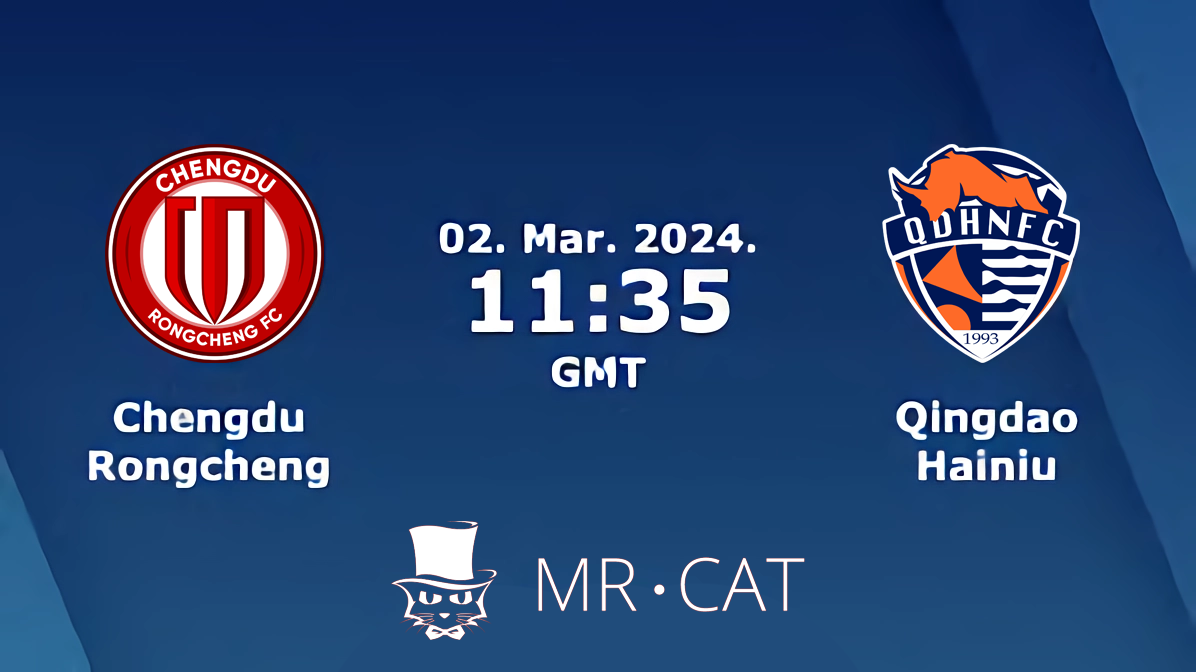 CHENGDU
RONGCHENG FC
Chengdu
Rongcheng
02. Mar. 2024.
11:35
GMT
QDHNFC
1993
Qingdao
Hainiu
MR·CAT